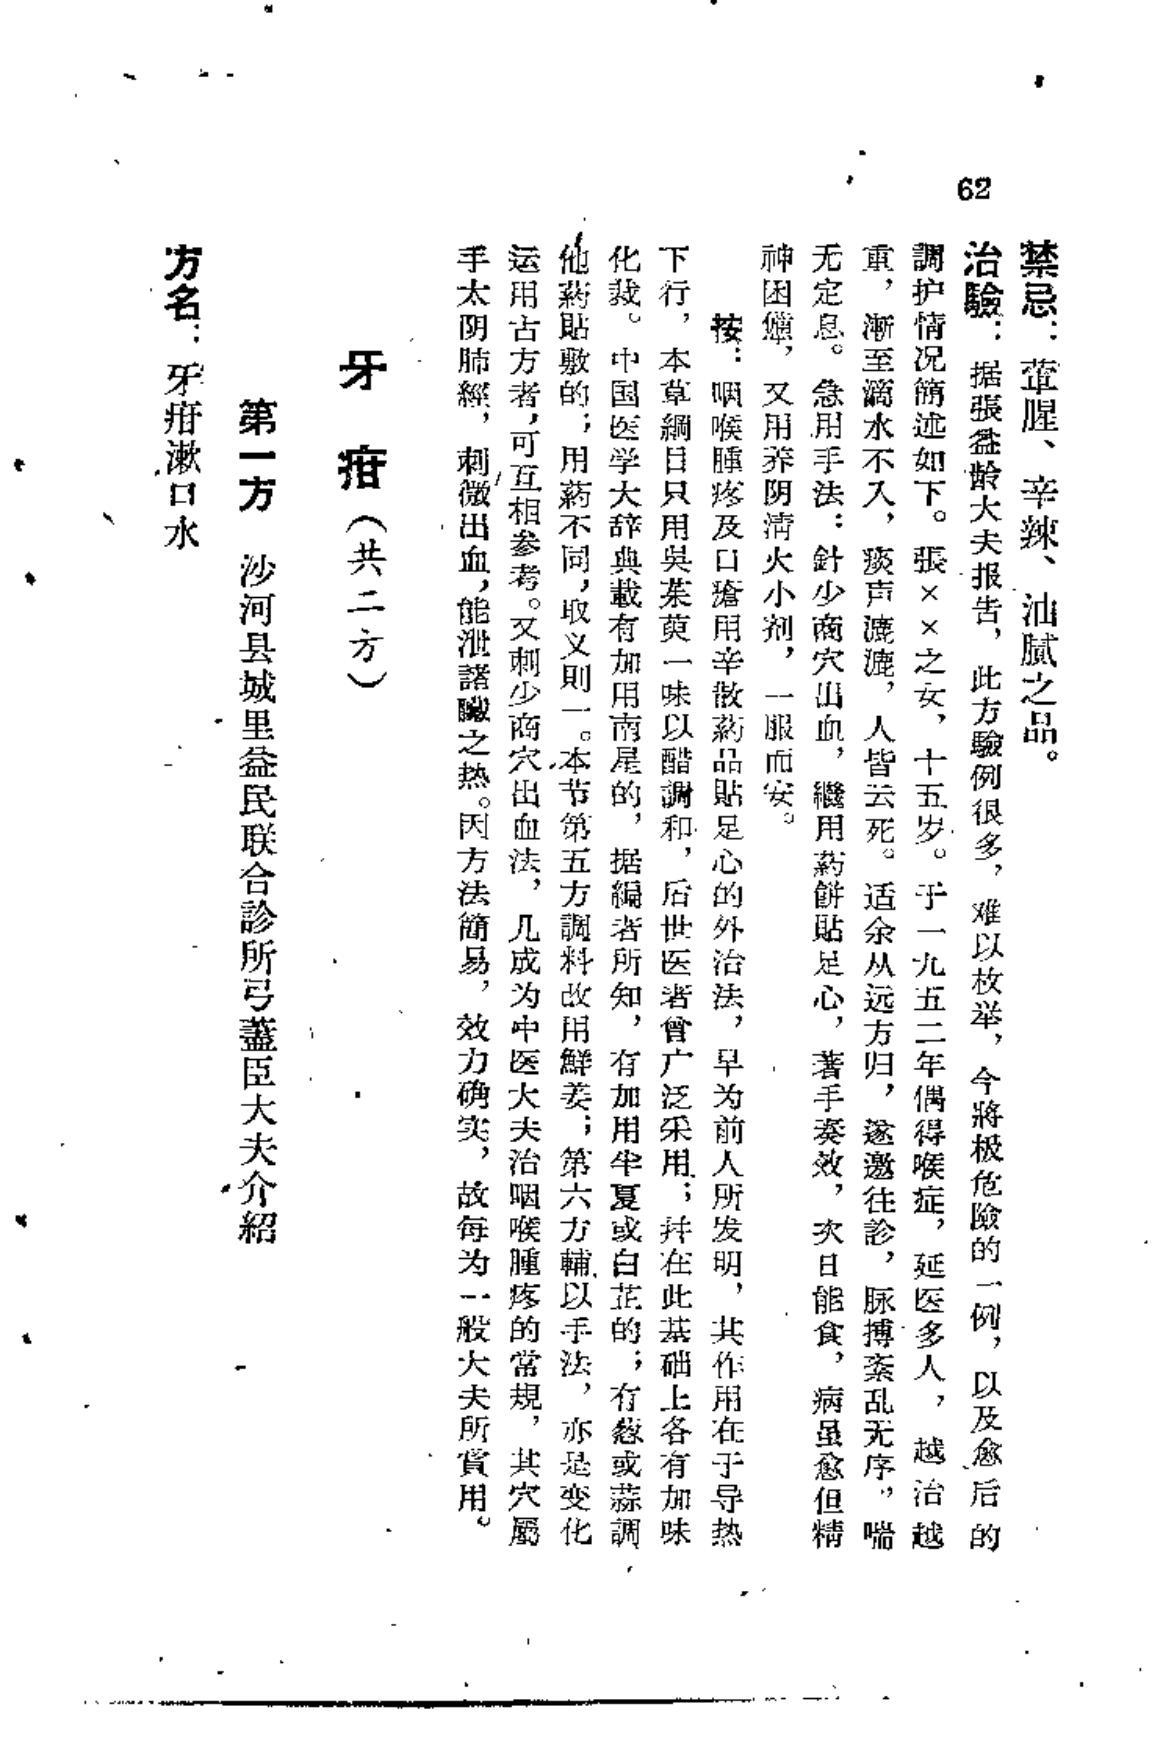 62
禁忌：葷腥、辛辣、油腻之品。
治驗：据張益龄大夫报告，此方驗例很多，难以枚举，今將极危險的一例，以及愈后的
調护情况簡述如下。張××之女，十五岁。于一九五二年偶得喉症，延医多人，越治越
重，漸至滴水不入，痰声漉漉，人皆云死。适余从远方归，遂邀往診，脉搏紊乱无序，喘
无定息。急用手法：針少商穴出血，繼用葯餅貼足心，著手奏效，次日能食，病虽愈但精
神困憊，又用养阴清火小剂，一服而安。
按：咽喉腫疼及口瘡用辛散葯品貼足心的外治法，早为前人所发明，其作用在于导热
下行，本草綱目只用吳茱萸一味以醋調和，后世医者曾广泛采用；幷在此基础上各有加味
化裁。中国医学大辞典載有加用南星的，据編者所知，有加用半夏或白芷的；有葱或蒜調
他葯貼敷的；用葯不同，取义則一。本节第五方調料改用鮮姜；第六方輔以手法，亦是变化
运用古方者，可互相参考。又刺少商穴出血法，几成为中医大夫治咽喉腫疼的常規，其穴屬
手太阴肺經，刺微出血，能泄諸臟之热。因方法簡易，效力确实，故每为一般大夫所賞用。
牙疳（共二方）
第一方 沙河县城里益民联合診所弓藎臣大夫介紹
方名：牙疳漱口水